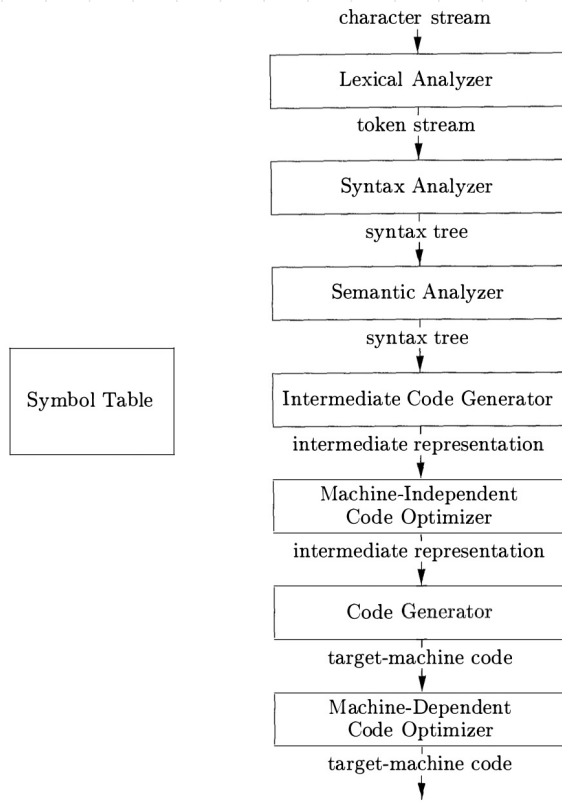 character stream
Lexical Analyzer
token stream
Syntax Analyzer
syntax tree
Semantic Analyzer
syntax tree
Symbol Table
Intermediate Code Generator
intermediate representation
Machine-Independent
Code Optimizer
intermediate representation
Code Generator
target-machine code
Machine-Dependent
Code Optimizer
target-machine code